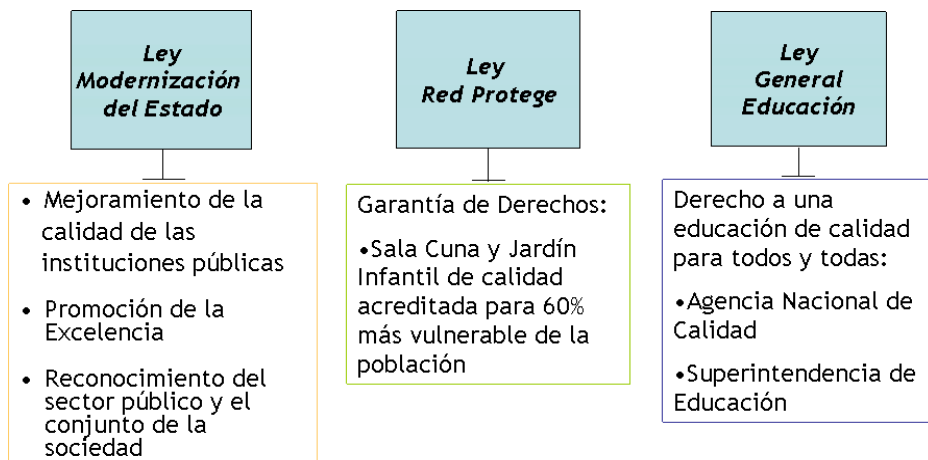 Ley
Modernización
del Estado
• Mejoramiento de la
calidad de las
instituciones públicas
• Promoción de la
Excelencia
• Reconocimiento del
sector público y el
conjunto de la
sociedad
Ley
Red Protege
Garantía de Derechos:
•Sala Cuna y Jardín
Infantil de calidad
acreditada para 60%
más vulnerable de la
población
Ley
General
Educación
Derecho a una
educación de calidad
para todos y todas:
•Agencia Nacional de
Calidad
•Superintendencia de
Educación